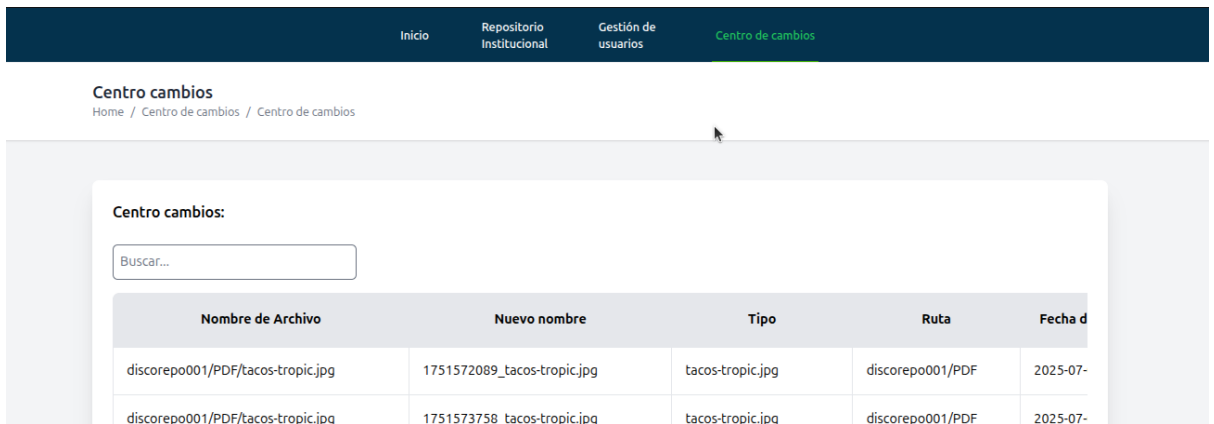 Inicio
Repositorio
Institucional
Gestión de
usuarios
Centro de cambios
Centro cambios
Home / Centro de cambios / Centro de cambios
Centro cambios:
Buscar...
Nombre de Archivo Nuevo nombre Tipo Ruta Fecha d
discorepo001/PDF/tacos-tropic.jpg 1751572089_tacos-tropic.jpg tacos-tropic.jpg discorepo001/PDF 2025-07-
discorepo001/PDF/tacos-tropic.jpg 1751573758_tacos-tropic.jpg tacos-tropic.jpg discorepo001/PDF 2025-07-